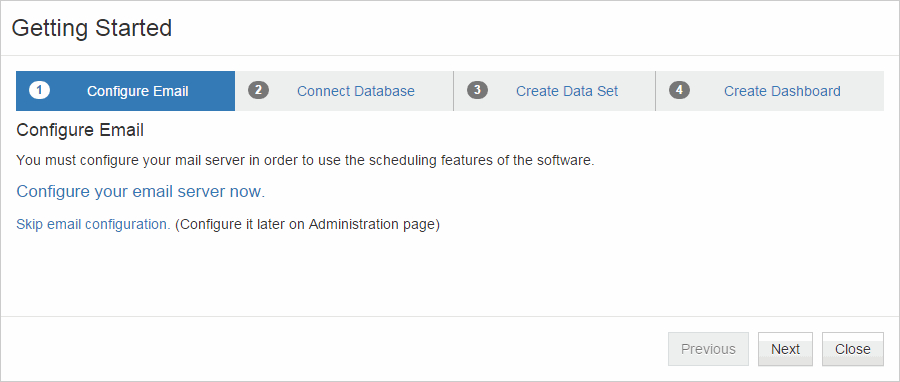 Getting Started
1 Configure Email 2 Connect Database 3 Create Data Set 4 Create Dashboard
Configure Email
You must configure your mail server in order to use the scheduling features of the software.
Configure your email server now.
Skip email configuration. (Configure it later on Administration page)
Previous Next Close